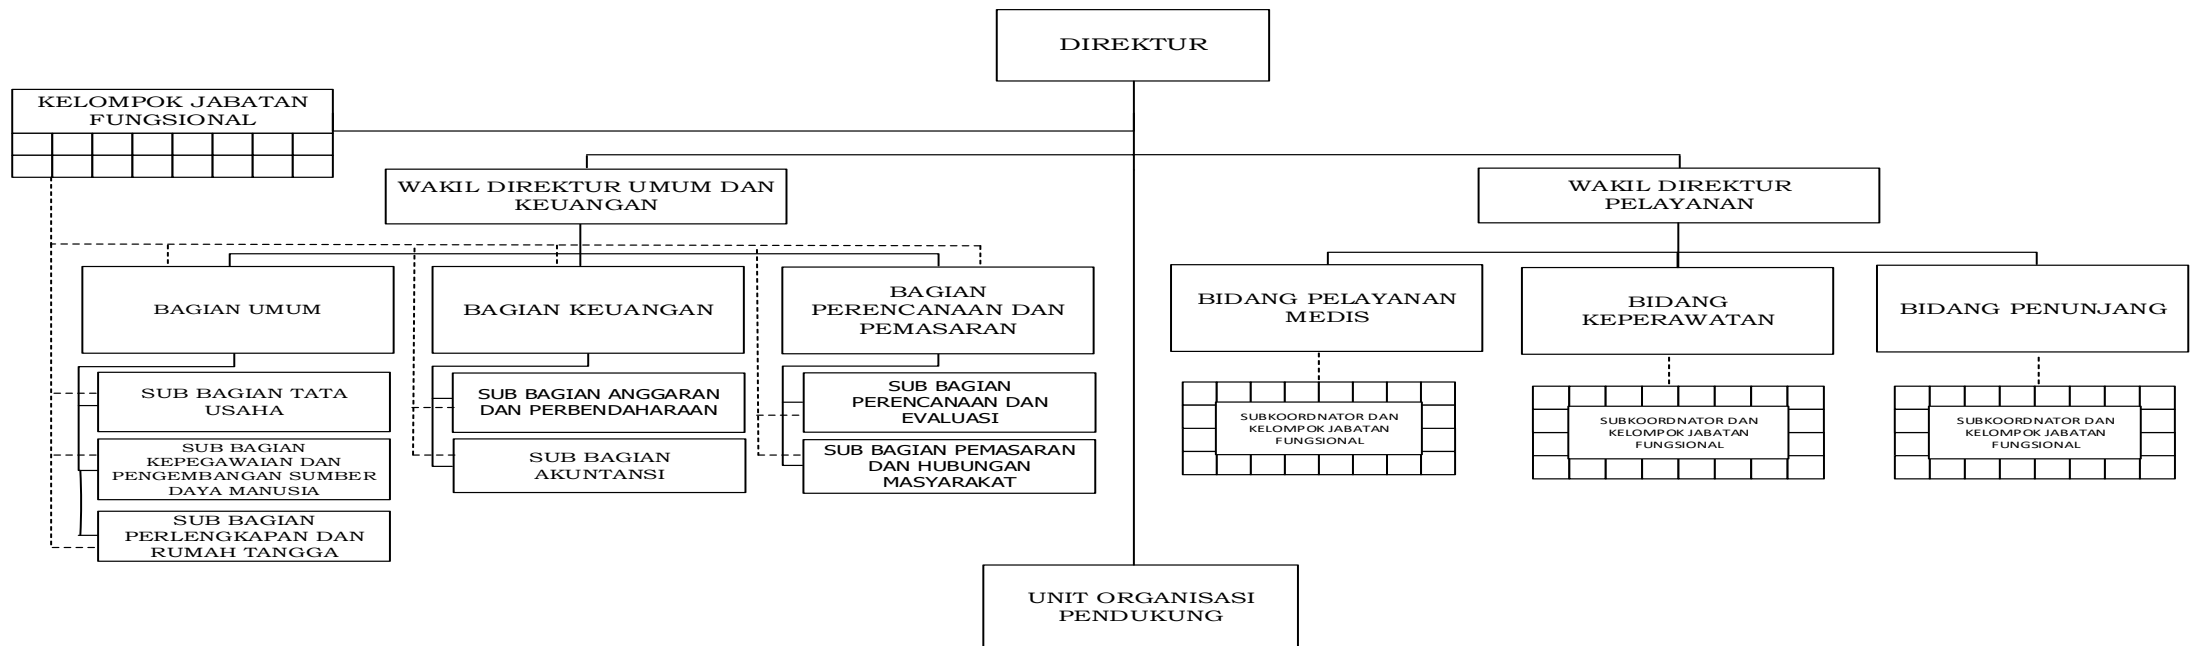 DIREKTUR
KELOMPOK JABATAN
FUNGSIONAL
WAKIL DIREKTUR UMUM DAN
KEUANGAN
WAKIL DIREKTUR
PELAYANAN
BAGIAN UMUM
BAGIAN KEUANGAN
BAGIAN
PERENCANAAN DAN
PEMASARAN
BIDANG PELAYANAN
MEDIS
BIDANG
KEPERAWATAN
BIDANG PENUNJANG
SUB BAGIAN TATA
USAHA
SUB BAGIAN
KEPEGAWAIAN DAN
PENGEMBANGAN SUMBER
DAYA MANUSIA
SUB BAGIAN
PERLENGKAPAN DAN
RUMAH TANGGA
SUB BAGIAN ANGGARAN
DAN PERBENDAHARAAN
SUB BAGIAN
AKUNTANSI
SUB BAGIAN
PERENCANAAN DAN
EVALUASI
SUB BAGIAN PEMASARAN
DAN HUBUNGAN
MASYARAKAT
SUBKOORDNATOR DAN
KELOMPOK JABATAN
FUNGSIONAL
SUBKOORDNATOR DAN
KELOMPOK JABATAN
FUNGSIONAL
SUBKOORDNATOR DAN
KELOMPOK JABATAN
FUNGSIONAL
UNIT ORGANISASI
PENDUKUNG